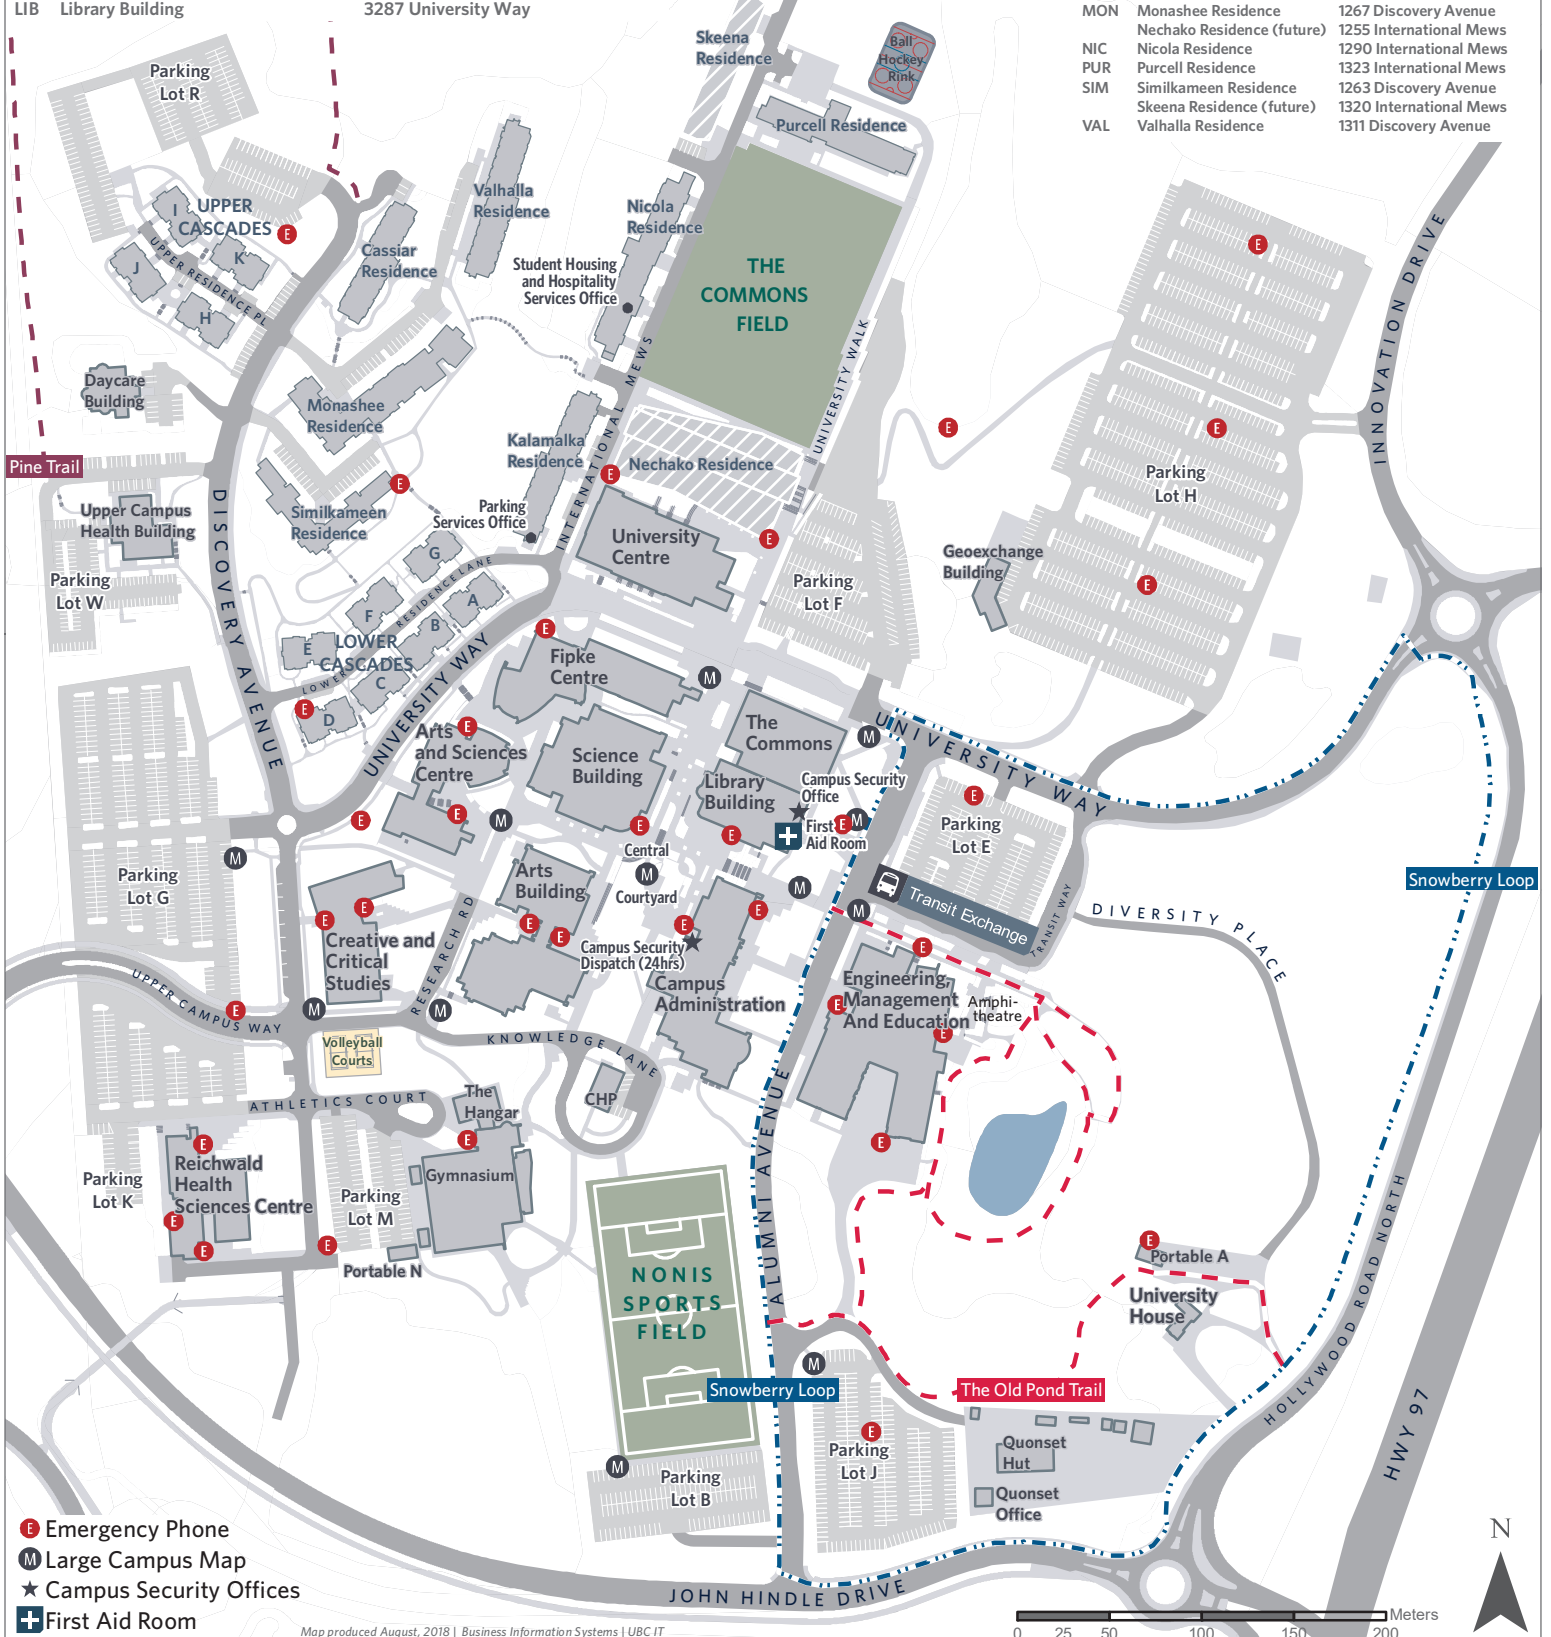 LIB Library Building 3287 University Way
MON Monashee Residence 1267 Discovery Avenue
Nechako Residence (future) 1255 International Mews
NIC Nicola Residence 1290 International Mews
PUR Purcell Residence 1323 International Mews
SIM Similkameen Residence 1263 Discovery Avenue
Skeena Residence (future) 1320 International Mews
VAL Valhalla Residence 1311 Discovery Avenue
Skeena
Residence
Ball
Hockey
Rink
Parking
Lot R
Purcell Residence
Valhalla
Residence
Nicola
Residence
UPPER
CASCADES
I
K
J
H
E
UPPER RESIDENCE PL
Cassiar
Residence
Student Housing
and Hospitality
Services Office
THE
COMMONS
FIELD
E
INNOVATION DRIVE
Daycare
Building
Monashee
Residence
INTERNATIONAL MEWS
UNIVERSITY WALK
E
E
Pine Trail
Kalamalka
Residence
Nechako Residence
E
E
Parking
Lot H
Upper Campus
Health Building
Similkameen
Residence
Parking
Services Office
University
Centre
E
Geoexchange
Building
E
Parking
Lot W
Parking
Lot F
DISCOVERY AVENUE
G
F
A
B
E
C
D
LOWER
CASCADES
LOWER RESIDENCE LANE
E
UNIVERSITY WAY
E
Fipke
Centre
M
Arts
and Sciences
Centre
E
Science
Building
The
Commons
M
UNIVERSITY WAY
Library
Building
Campus Security
Office
E
E
E
M
E
E
First
Aid Room
E
M
Parking
Lot E
M
Central
M
Courtyard
M
Parking
Lot G
Arts
Building
Snowberry Loop
Transit Exchange
TRANSIT WAY
DIVERSITY PLACE
E
E
Creative and
Critical
Studies
RESEARCH RD
E
E
E
E
M
Campus Security
Dispatch (24hrs)
Campus
Administration
E
Engineering,
Management
And Education
E
E
Amphi-
theatre
UPPER CAMPUS WAY
E
M
M
Volleyball
Courts
KNOWLEDGE LANE
CHP
ATHLETICS COURT
The
Hangar
E
E
E
Parking
Lot K
Reichwald
Health
Sciences Centre
E
E
Parking
Lot M
E
Gymnasium
Portable N
ALUMNI AVENUE
NONIS
SPORTS
FIELD
E
Portable A
University
House
HOLLYWOOD ROAD NORTH
HWY 97
M
Snowberry Loop
The Old Pond Trail
E
Parking
Lot J
Quonset
Hut
Quonset
Office
M
Parking
Lot B
JOHN HINDLE DRIVE
E Emergency Phone
M Large Campus Map
Campus Security Offices
First Aid Room
Map produced August, 2018 | Business Information Systems | UBC IT
N
Meters
0 25 50 100 150 200